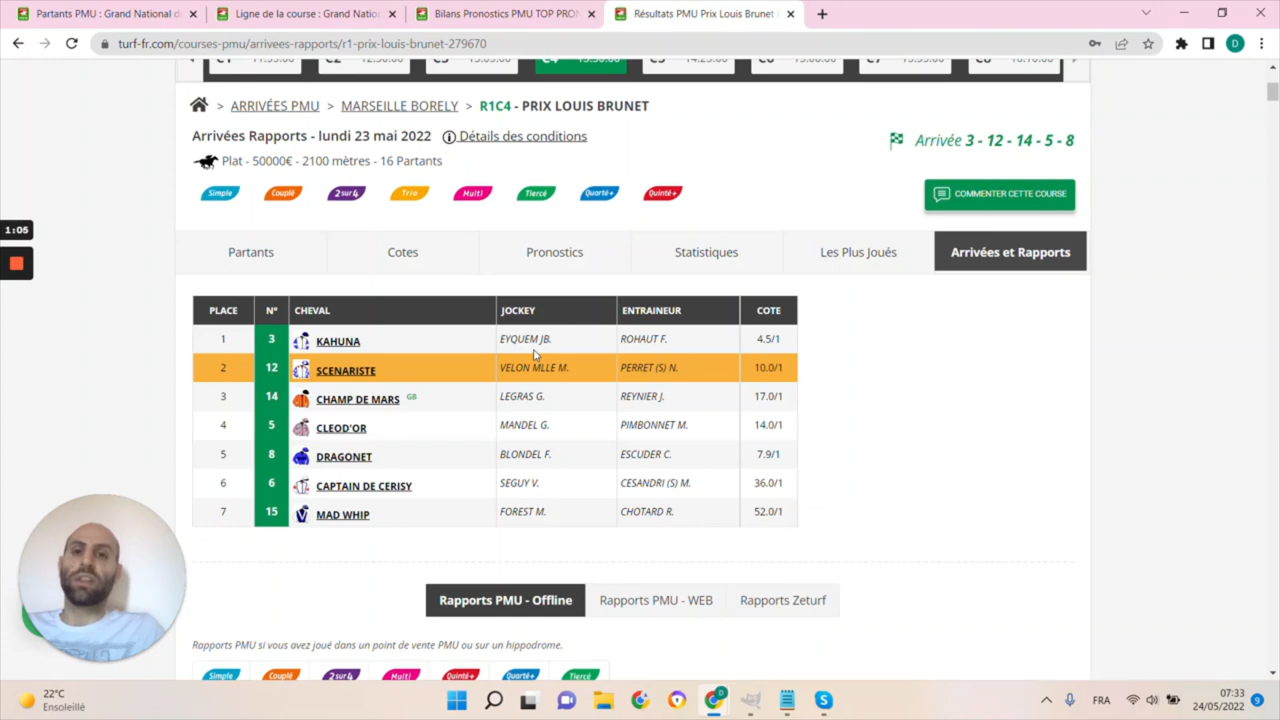 Partants PMU : Grand National d
Ligne de la course : Grand Natio
Bilans Pronostics PMU TOP PRO
Résultats PMU Prix Louis Brunet
turf-fr.com/courses-pmu/arrivees-rapports/r1-prix-louis-brunet-279670
D
> ARRIVÉES PMU > MARSEILLE BORELY > R1C4 - PRIX LOUIS BRUNET
Arrivées Rapports - lundi 23 mai 2022 Détails des conditions
Arrivée 3 - 12 - 14 - 5 - 8
Plat - 50000€ - 2100 mètres - 16 Partants
Simple Couplé 2sur4 Trio Multi Tiercé Quarté+ Quinté+
COMMENTER CETTE COURSE
1:05
Partants Cotes Pronostics Statistiques Les Plus Joués Arrivées et Rapports
PLACE N° CHEVAL JOCKEY ENTRAINEUR COTE
1 3 KAHUNA EYQUEM JB. ROHAUT F. 4.5/1
2 12 SCENARISTE VELON MLLE M. PERRET (S) N. 10.0/1
3 14 CHAMP DE MARS GB LEGRAS G. REYNIER J. 17.0/1
4 5 CLEOD'OR MANDEL G. PIMBONNET M. 14.0/1
5 8 DRAGONET BLONDEL F. ESCUDER C. 7.9/1
6 6 CAPTAIN DE CERISY SEGUY V. CESANDRI (S) M. 36.0/1
7 15 MAD WHIP FOREST M. CHOTARD R. 52.0/1
Rapports PMU - Offline Rapports PMU - WEB Rapports Zeturf
Rapports PMU si vous avez joué dans un point de vente PMU ou sur un hippodrome.
Simple Couplé 2sur4 Multi Quinté+ Quarté+ Tiercé
22°C
Ensoleillé
FRA
07:33
24/05/2022
9